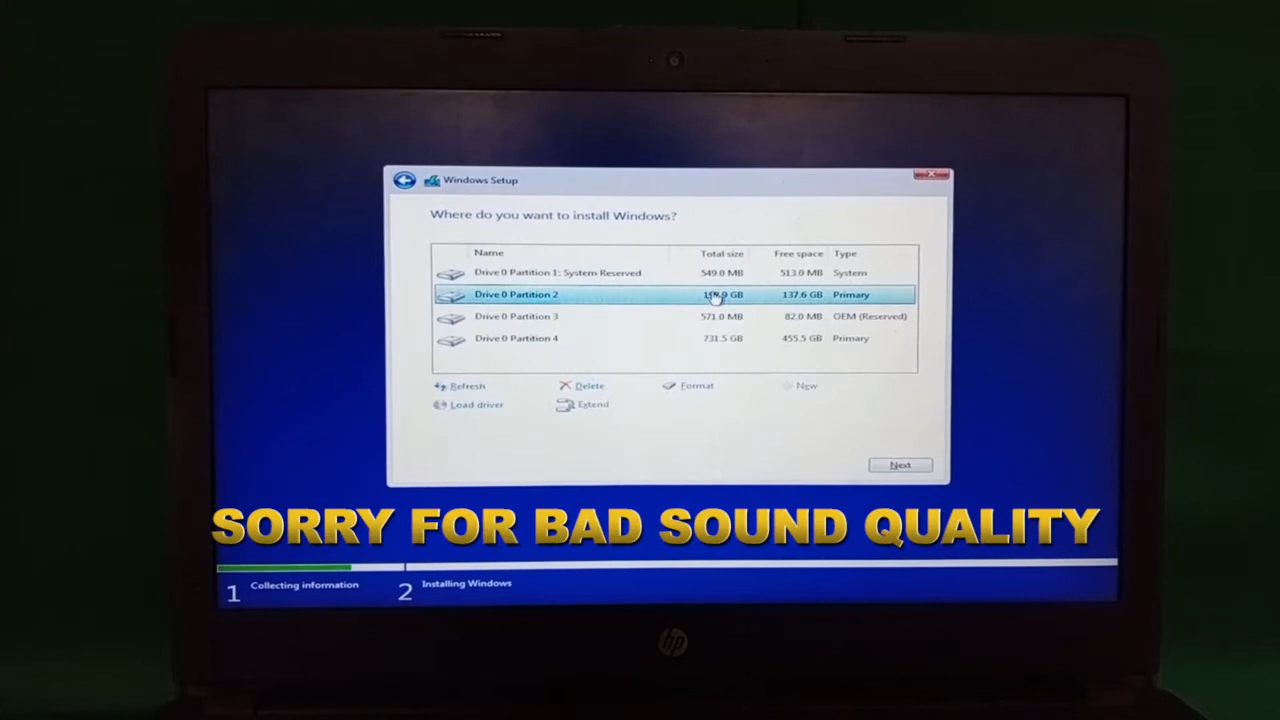 Windows Setup
Where do you want to install Windows?
Name Total size Free space Type
Drive 0 Partition 1: System Reserved 549.0 MB 513.0 MB System
Drive 0 Partition 2 GB 137.6 GB Primary
Drive 0 Partition 3 571.0 MB 82.0 MB OEM (Reserved)
Drive 0 Partition 4 731.5 GB 455.5 GB Primary
Refresh Delete Format New
Load driver Extend
Next
SORRY FOR BAD SOUND QUALITY
1 Collecting information 2 Installing Windows
hp